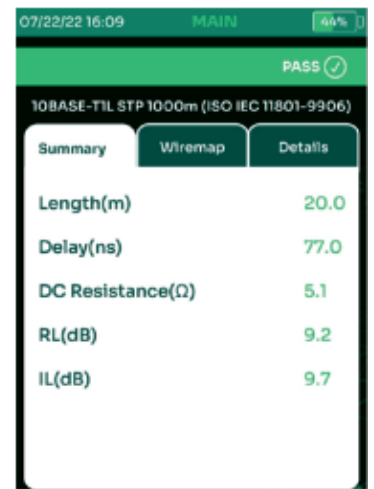 07/22/22 16:09 MAIN 44%
PASS
10BASE-T1L STP 1000m (ISO IEC 11801-9906)
Summary Wiremap Details
Length(m) 20.0
Delay(ns) 77.0
DC Resistance(Ω) 5.1
RL(dB) 9.2
IL(dB) 9.7